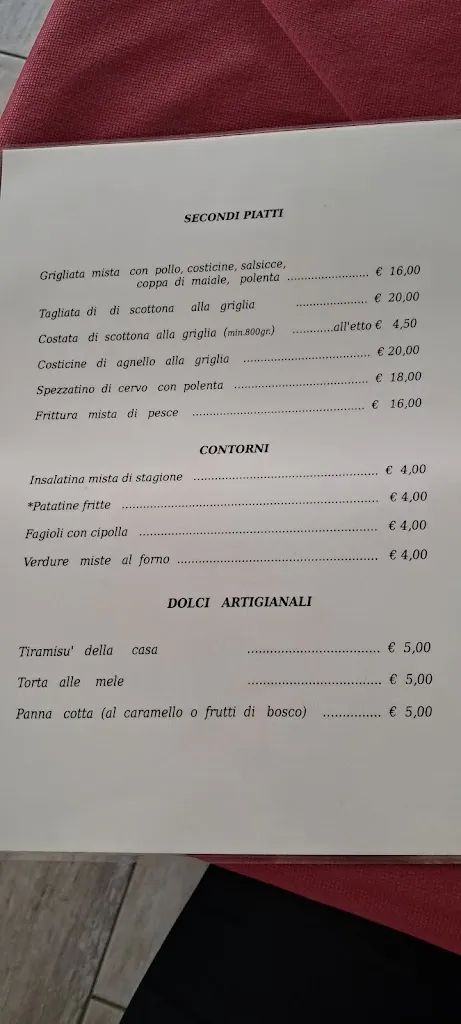 SECONDI PIATTI
Grigliata mista con pollo, costicine, salsicce,
coppa di maiale, polenta ........................ € 16,00
Tagliata di di scottona alla griglia ..................... € 20,00
Costata di scottona alla griglia (min.800gr.) ............all'etto € 4,50
Costicine di agnello alla griglia ...................................... € 20,00
Spezzatino di cervo con polenta ........................................ € 18,00
Frittura mista di pesce .................................................... € 16,00
CONTORNI
Insalatina mista di stagione ...................................................... € 4,00
*Patatine fritte ........................................................................... € 4,00
Fagioli con cipolla ...................................................................... € 4,00
Verdure miste al forno ............................................................ € 4,00
DOLCI ARTIGIANALI
Tiramisu' della casa ....................................... € 5,00
Torta alle mele ....................................... € 5,00
Panna cotta (al caramello o frutti di bosco) ................. € 5,00